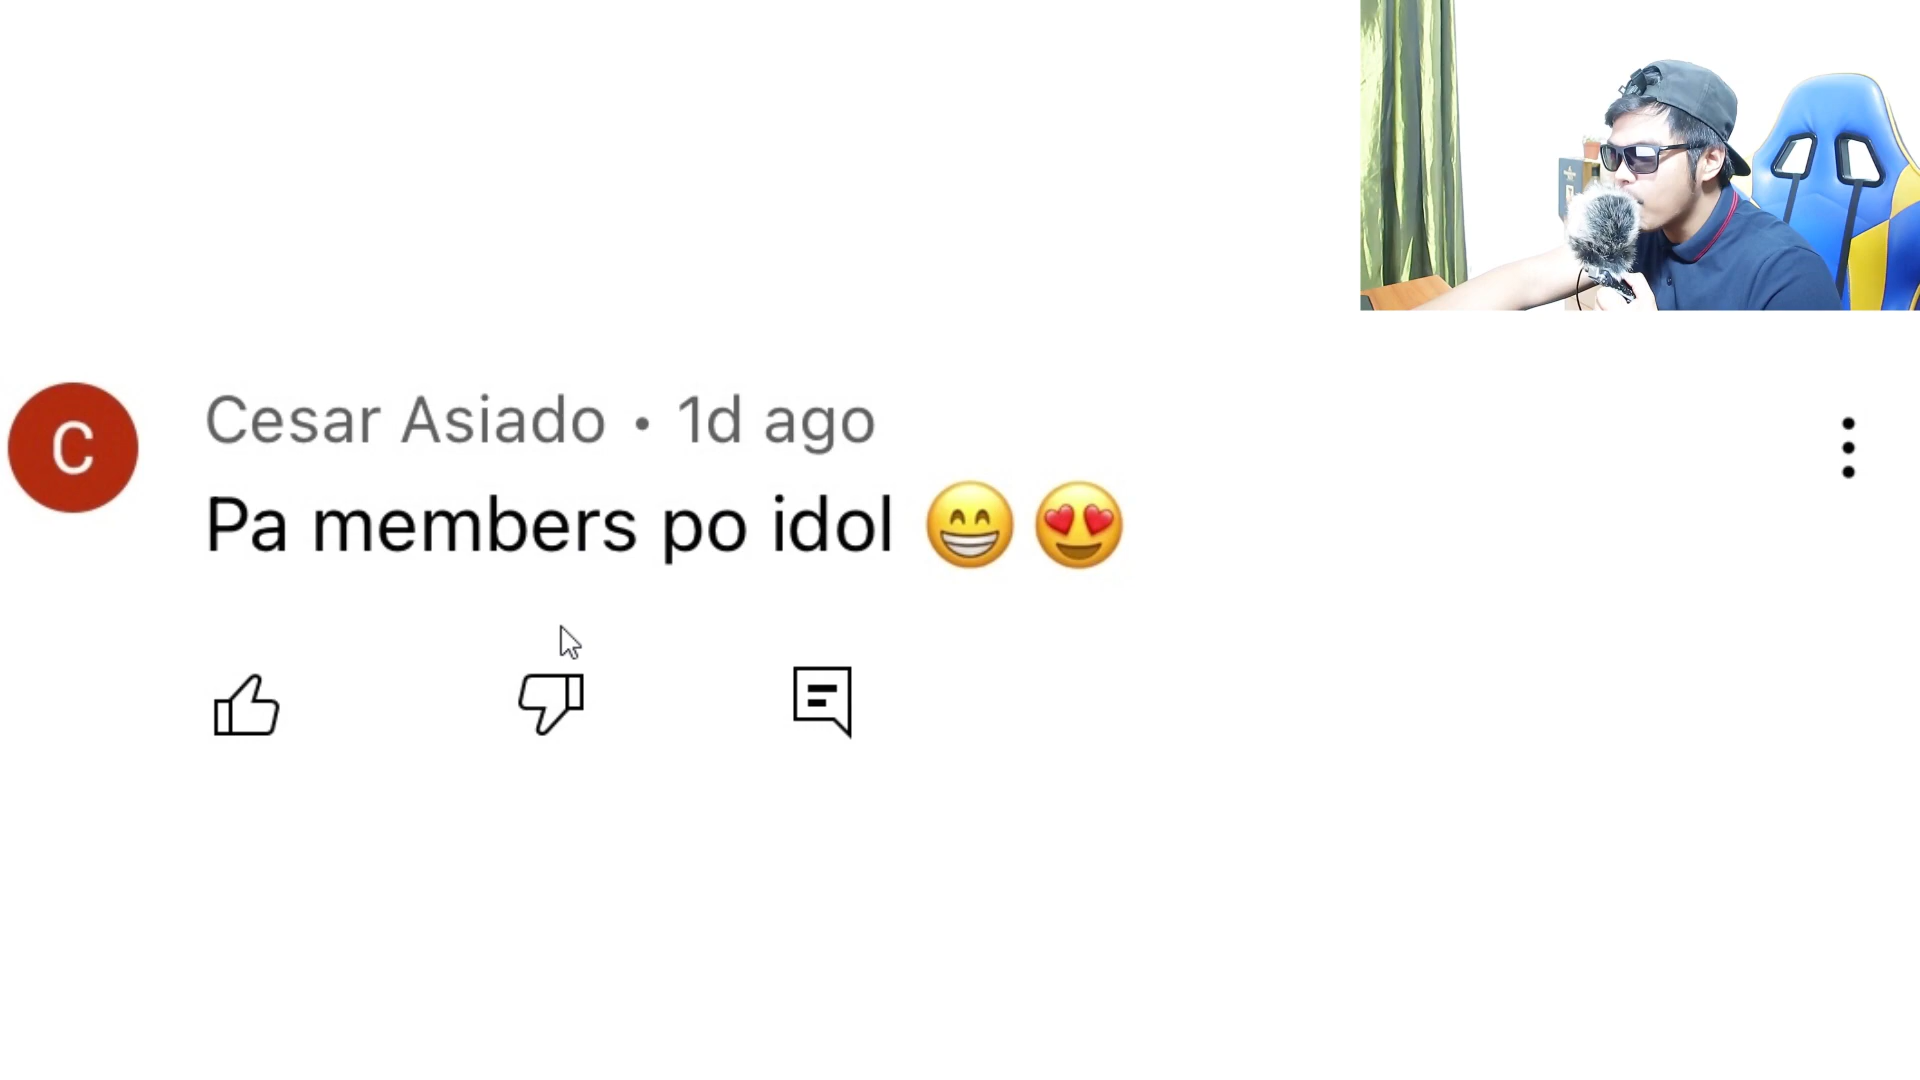 C
Cesar Asiado • 1d ago
Pa members po idol 😁 😍